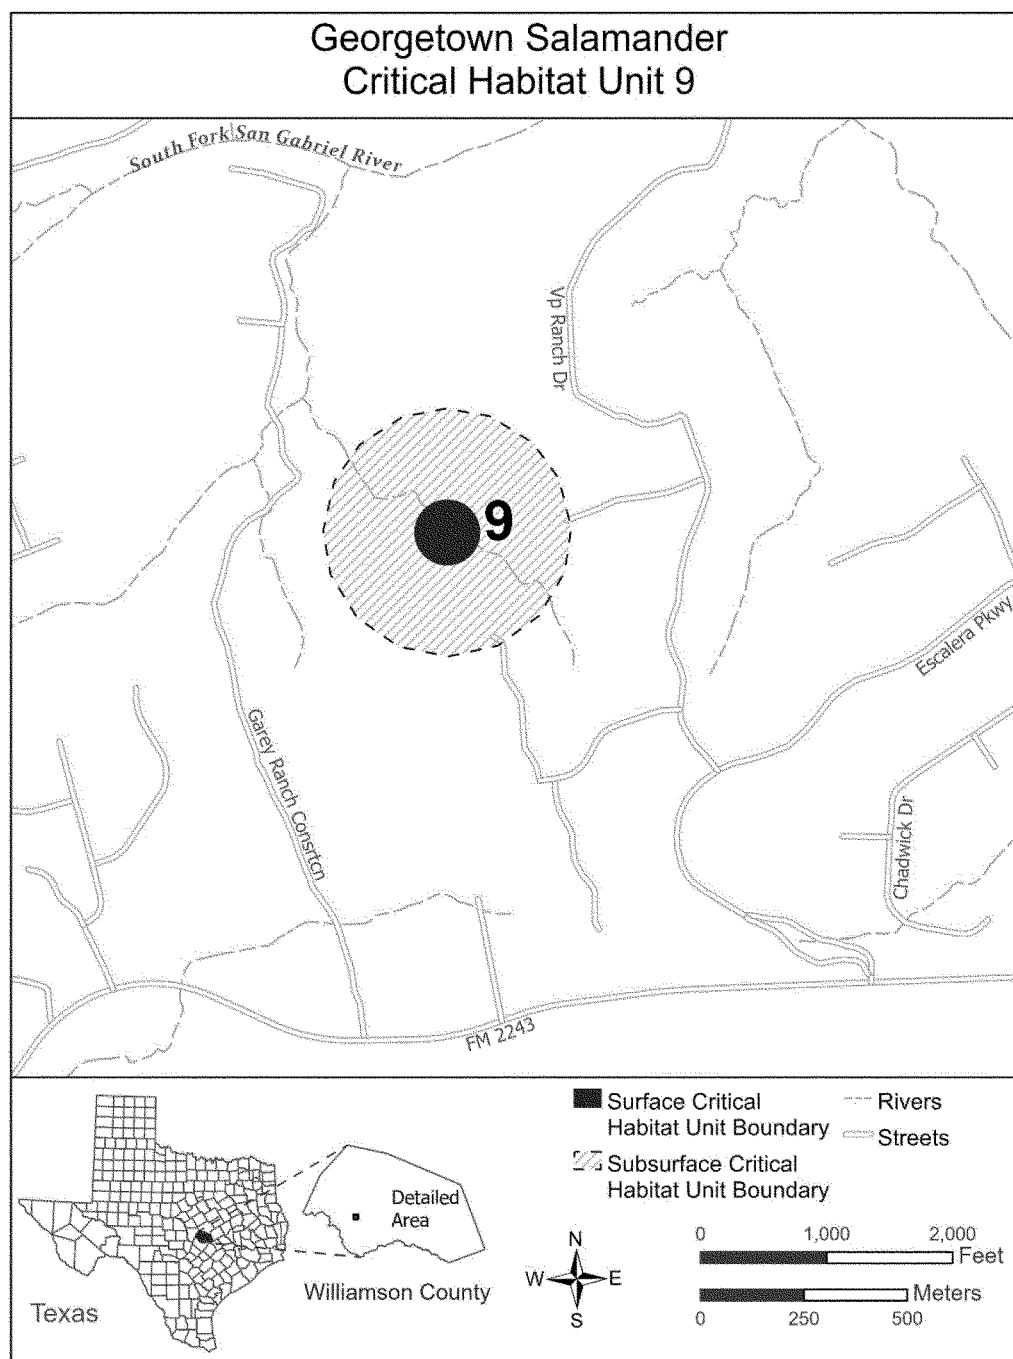 Georgetown Salamander
Critical Habitat Unit 9
South Fork San Gabriel River
Vp Ranch Dr
9
Escalera Pkwy
Garey Ranch Consrtcn
Chadwick Dr
FM 2243
Surface Critical
Habitat Unit Boundary
Subsurface Critical
Habitat Unit Boundary
Rivers
Streets
Detailed
Area
Williamson County
Texas
N
W
E
S
0 1,000 2,000
Feet
Meters
0 250 500